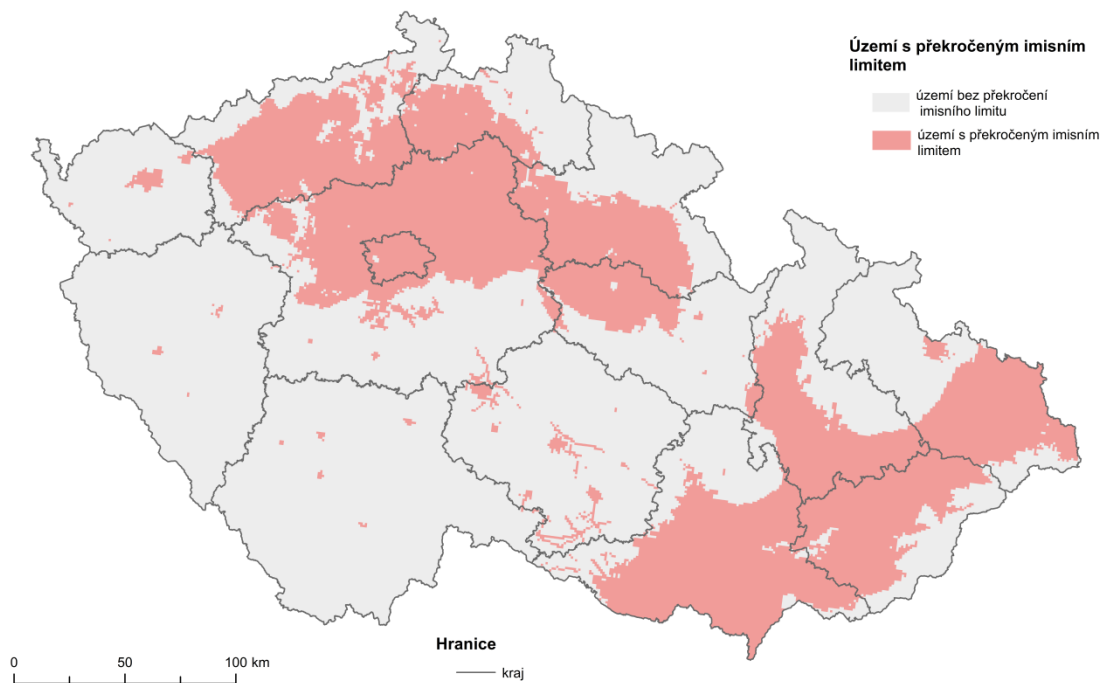 Území s překročeným imisním
limitem
území bez překročení
imisního limitu
území s překročeným imisním
limitem
Hranice
kraj
0 50 100 km